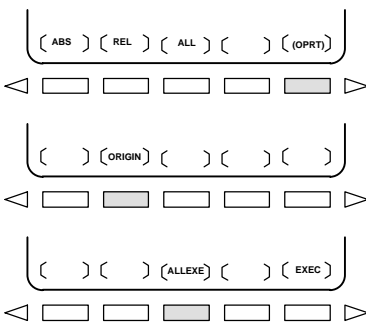 [ ABS ] [ REL ] [ ALL ] [ ] [ (OPRT) ]
[ ] [ ORIGIN ] [ ] [ ] [ ]
[ ] [ ] [ ALLEXE ] [ ] [ EXEC ]